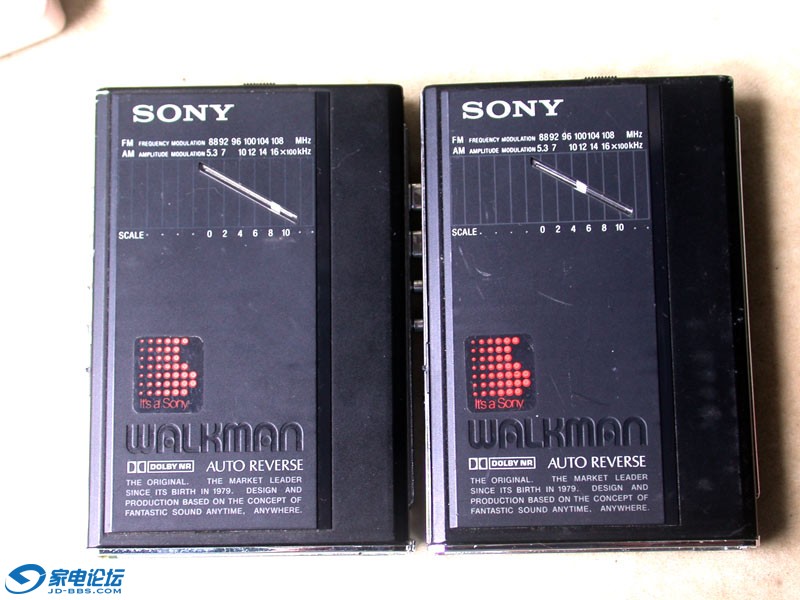 SONY
FM FREQUENCY MODULATION 88 92 96 100 104 108 MHz
AM AMPLITUDE MODULATION 5.3 7 10 12 14 16 ×100kHz
SCALE 0 2 4 6 8 10
It's a Sony
WALKMAN
DOLBY NR AUTO REVERSE
THE ORIGINAL. THE MARKET LEADER
SINCE ITS BIRTH IN 1979. DESIGN AND
PRODUCTION BASED ON THE CONCEPT OF
FANTASTIC SOUND ANYTIME, ANYWHERE.
SONY
FM FREQUENCY MODULATION 88 92 96 100 104 108 MHz
AM AMPLITUDE MODULATION 5.3 7 10 12 14 16 ×100kHz
SCALE 0 2 4 6 8 10
It's a Sony
WALKMAN
DOLBY NR AUTO REVERSE
THE ORIGINAL. THE MARKET LEADER
SINCE ITS BIRTH IN 1979. DESIGN AND
PRODUCTION BASED ON THE CONCEPT OF
FANTASTIC SOUND ANYTIME, ANYWHERE.
家电论坛
JD-BBS.COM